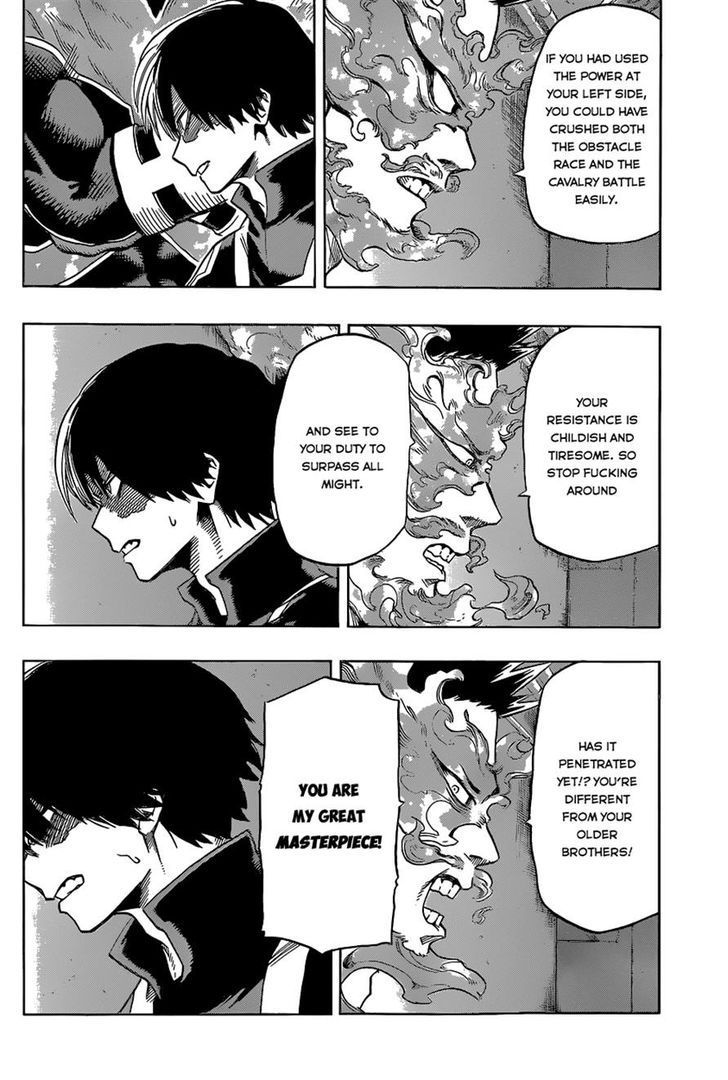 IF YOU HAD USED
THE POWER AT
YOUR LEFT SIDE,
YOU COULD HAVE
CRUSHED BOTH
THE OBSTACLE
RACE AND THE
CAVALRY BATTLE
EASILY.
YOUR
RESISTANCE IS
CHILDISH AND
TIRESOME. SO
STOP FUCKING
AROUND
AND SEE TO
YOUR DUTY TO
SURPASS ALL
MIGHT.
HAS IT
PENETRATED
YET!? YOU'RE
DIFFERENT
FROM YOUR
OLDER
BROTHERS!
YOU ARE
MY GREAT
MASTERPIECE!